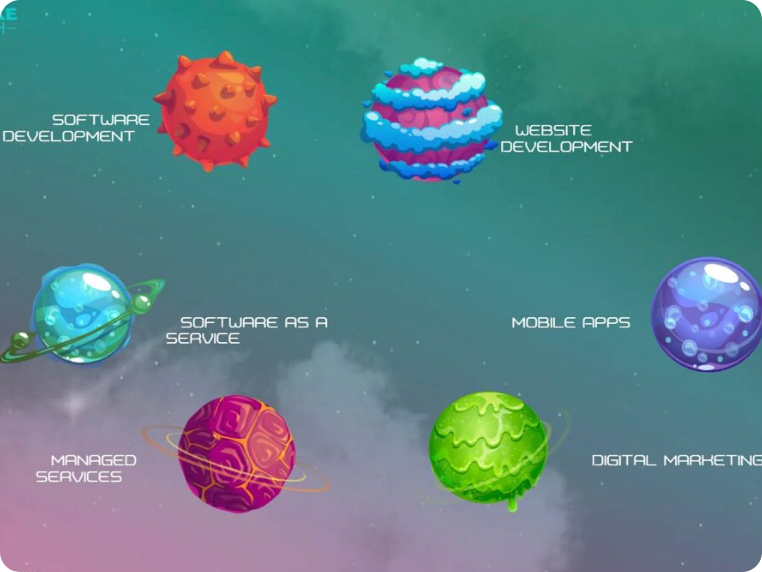 SOFTWARE
DEVELOPMENT
WEBSITE
DEVELOPMENT
SOFTWARE AS A
SERVICE
MOBILE APPS
MANAGED
SERVICES
DIGITAL MARKETING